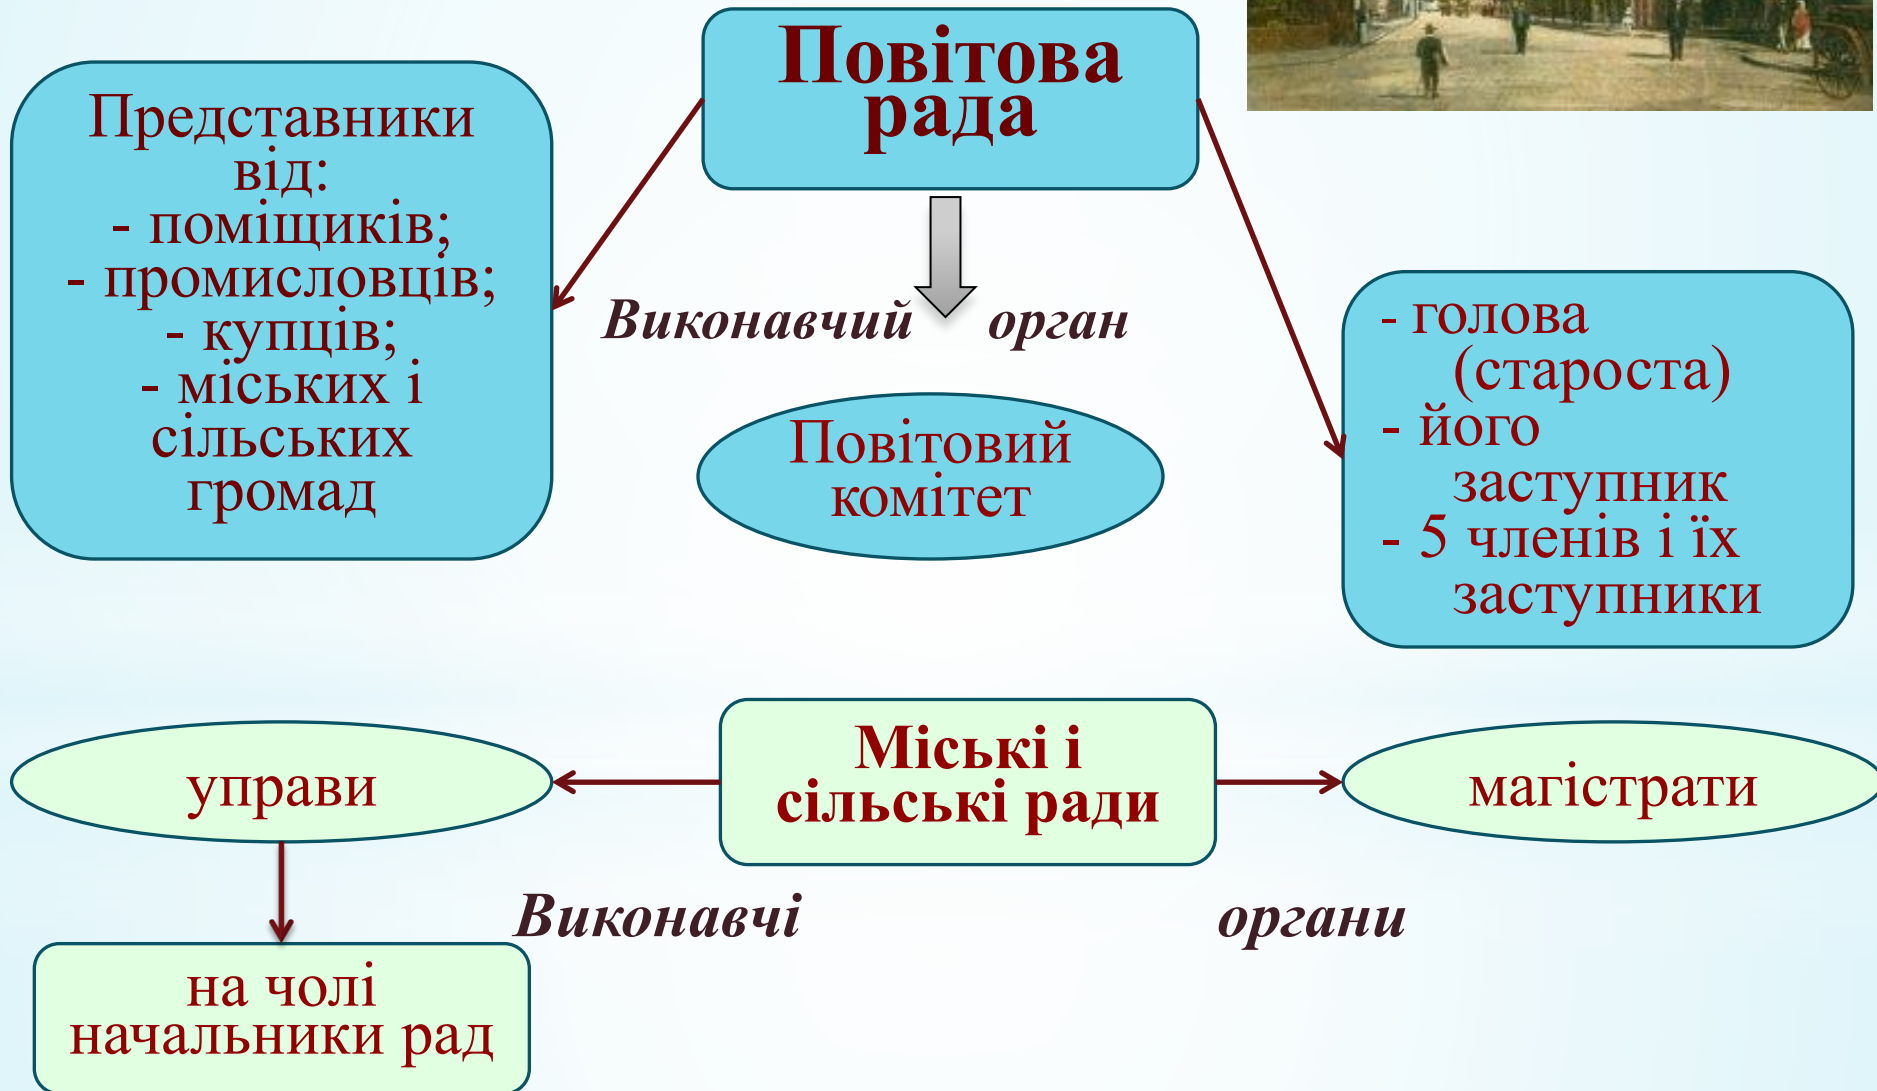 Повітова
рада
Представники
від:
- поміщиків;
- промисловців;
- купців;
- міських і
сільських
громад
Виконавчий орган
Повітовий
комітет
- голова
(староста)
- його
заступник
- 5 членів і їх
заступники
Міські і
сільські ради
управи
магістрати
Виконавчі органи
на чолі
начальники рад